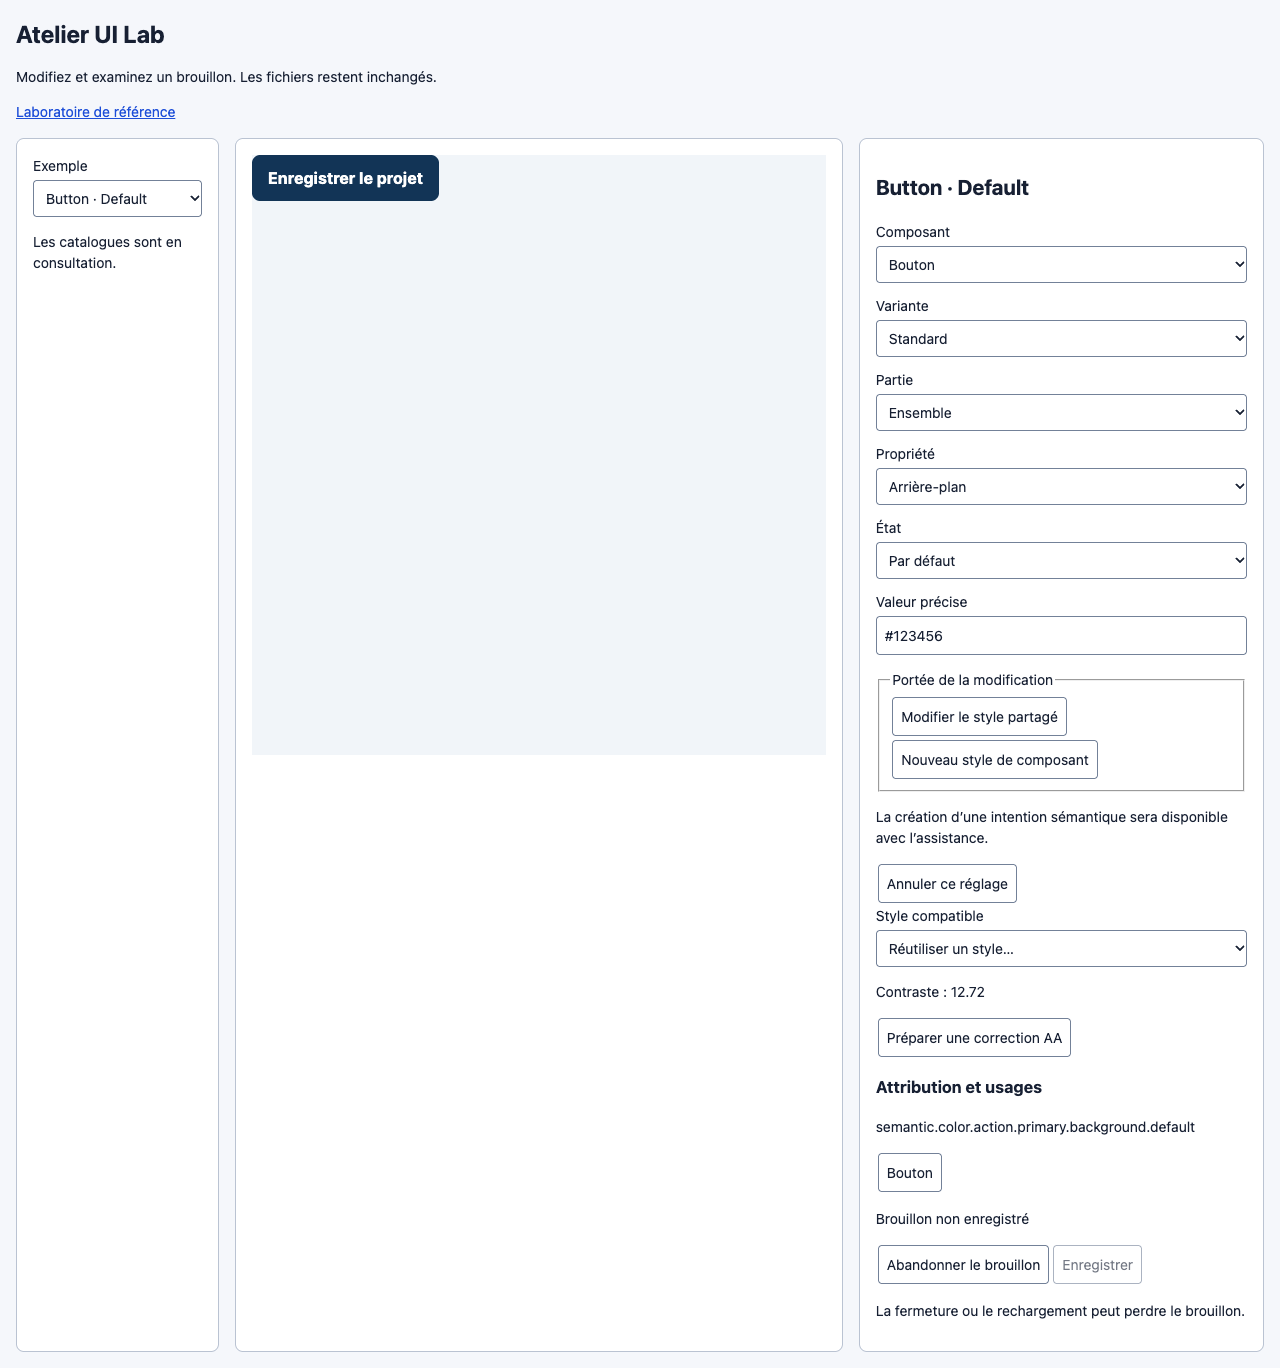 Atelier UI Lab
Modifiez et examinez un brouillon. Les fichiers restent inchangés.
Laboratoire de référence
Exemple
Button · Default
Les catalogues sont en
consultation.
Enregistrer le projet
Button · Default
Composant
Bouton
Variante
Standard
Partie
Ensemble
Propriété
Arrière-plan
État
Par défaut
Valeur précise
#123456
Portée de la modification
Modifier le style partagé
Nouveau style de composant
La création d’une intention sémantique sera disponible
avec l’assistance.
Annuler ce réglage
Style compatible
Réutiliser un style…
Contraste : 12.72
Préparer une correction AA
Attribution et usages
semantic.color.action.primary.background.default
Bouton
Brouillon non enregistré
Abandonner le brouillon
Enregistrer
La fermeture ou le rechargement peut perdre le brouillon.